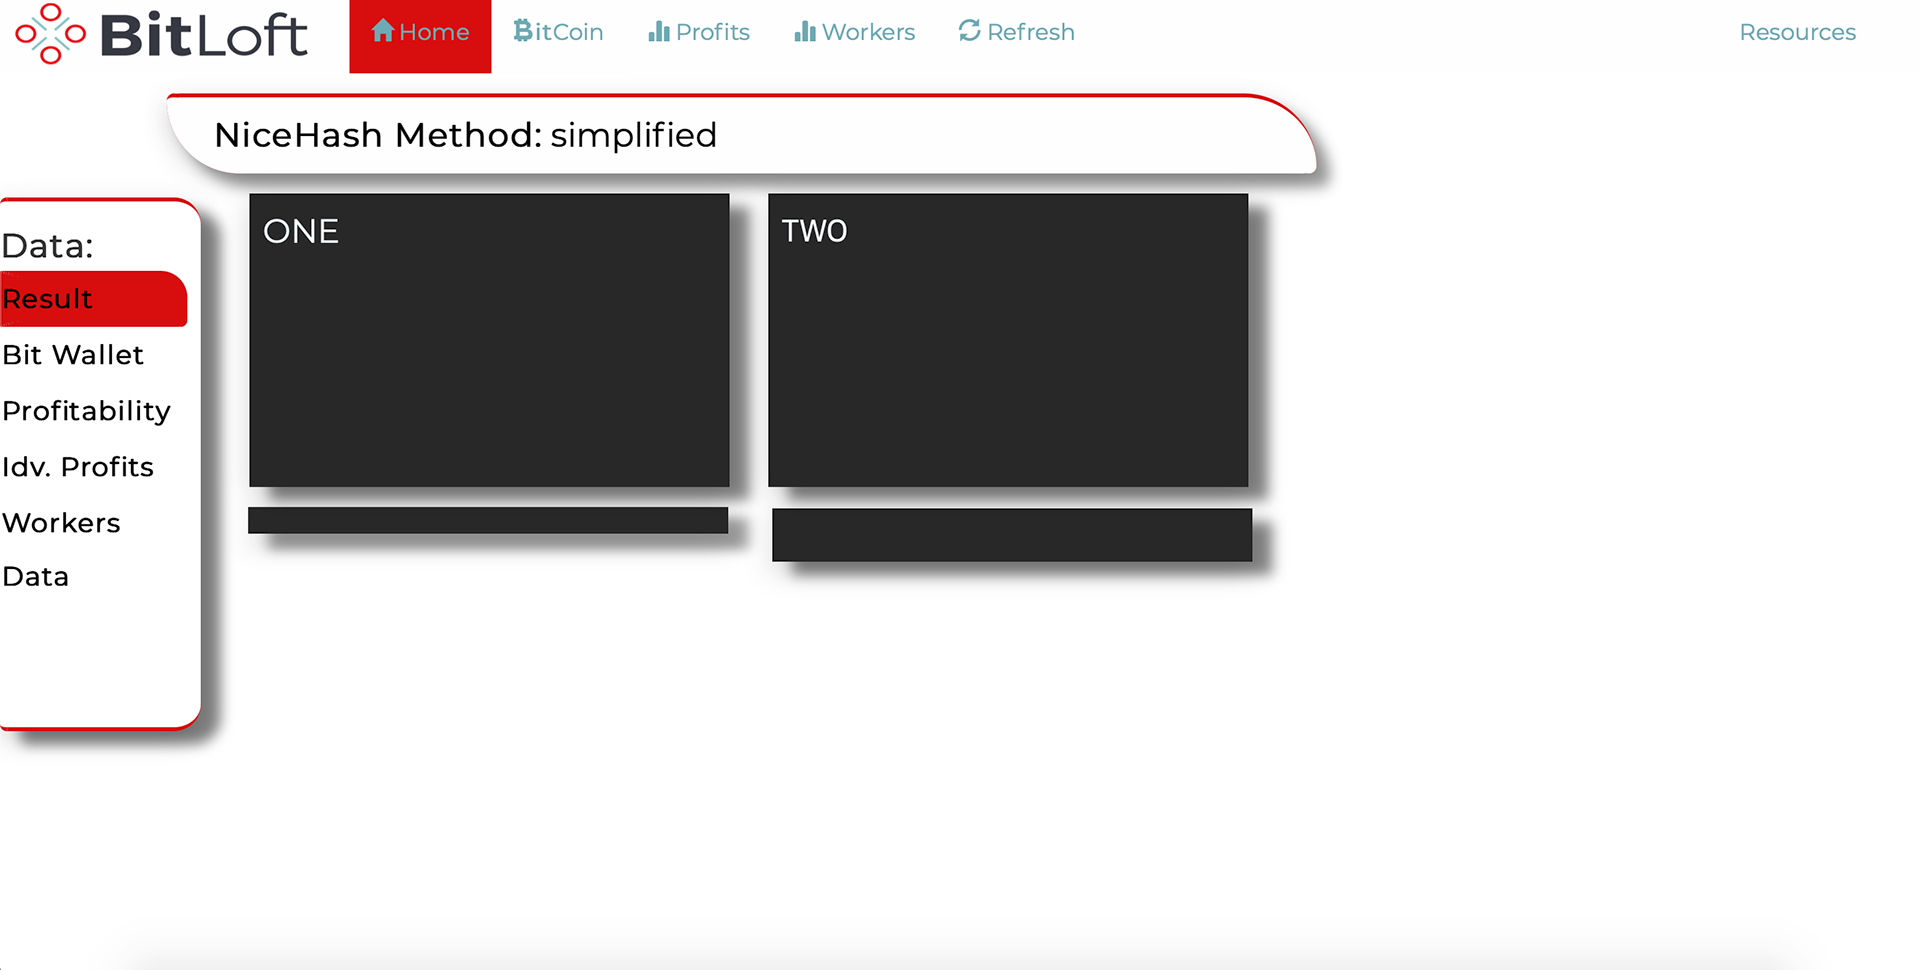 BitLoft
Home
BitCoin
Profits
Workers
Refresh
Resources
NiceHash Method: simplified
Data:
Result
Bit Wallet
Profitability
Idv. Profits
Workers
Data
ONE
TWO